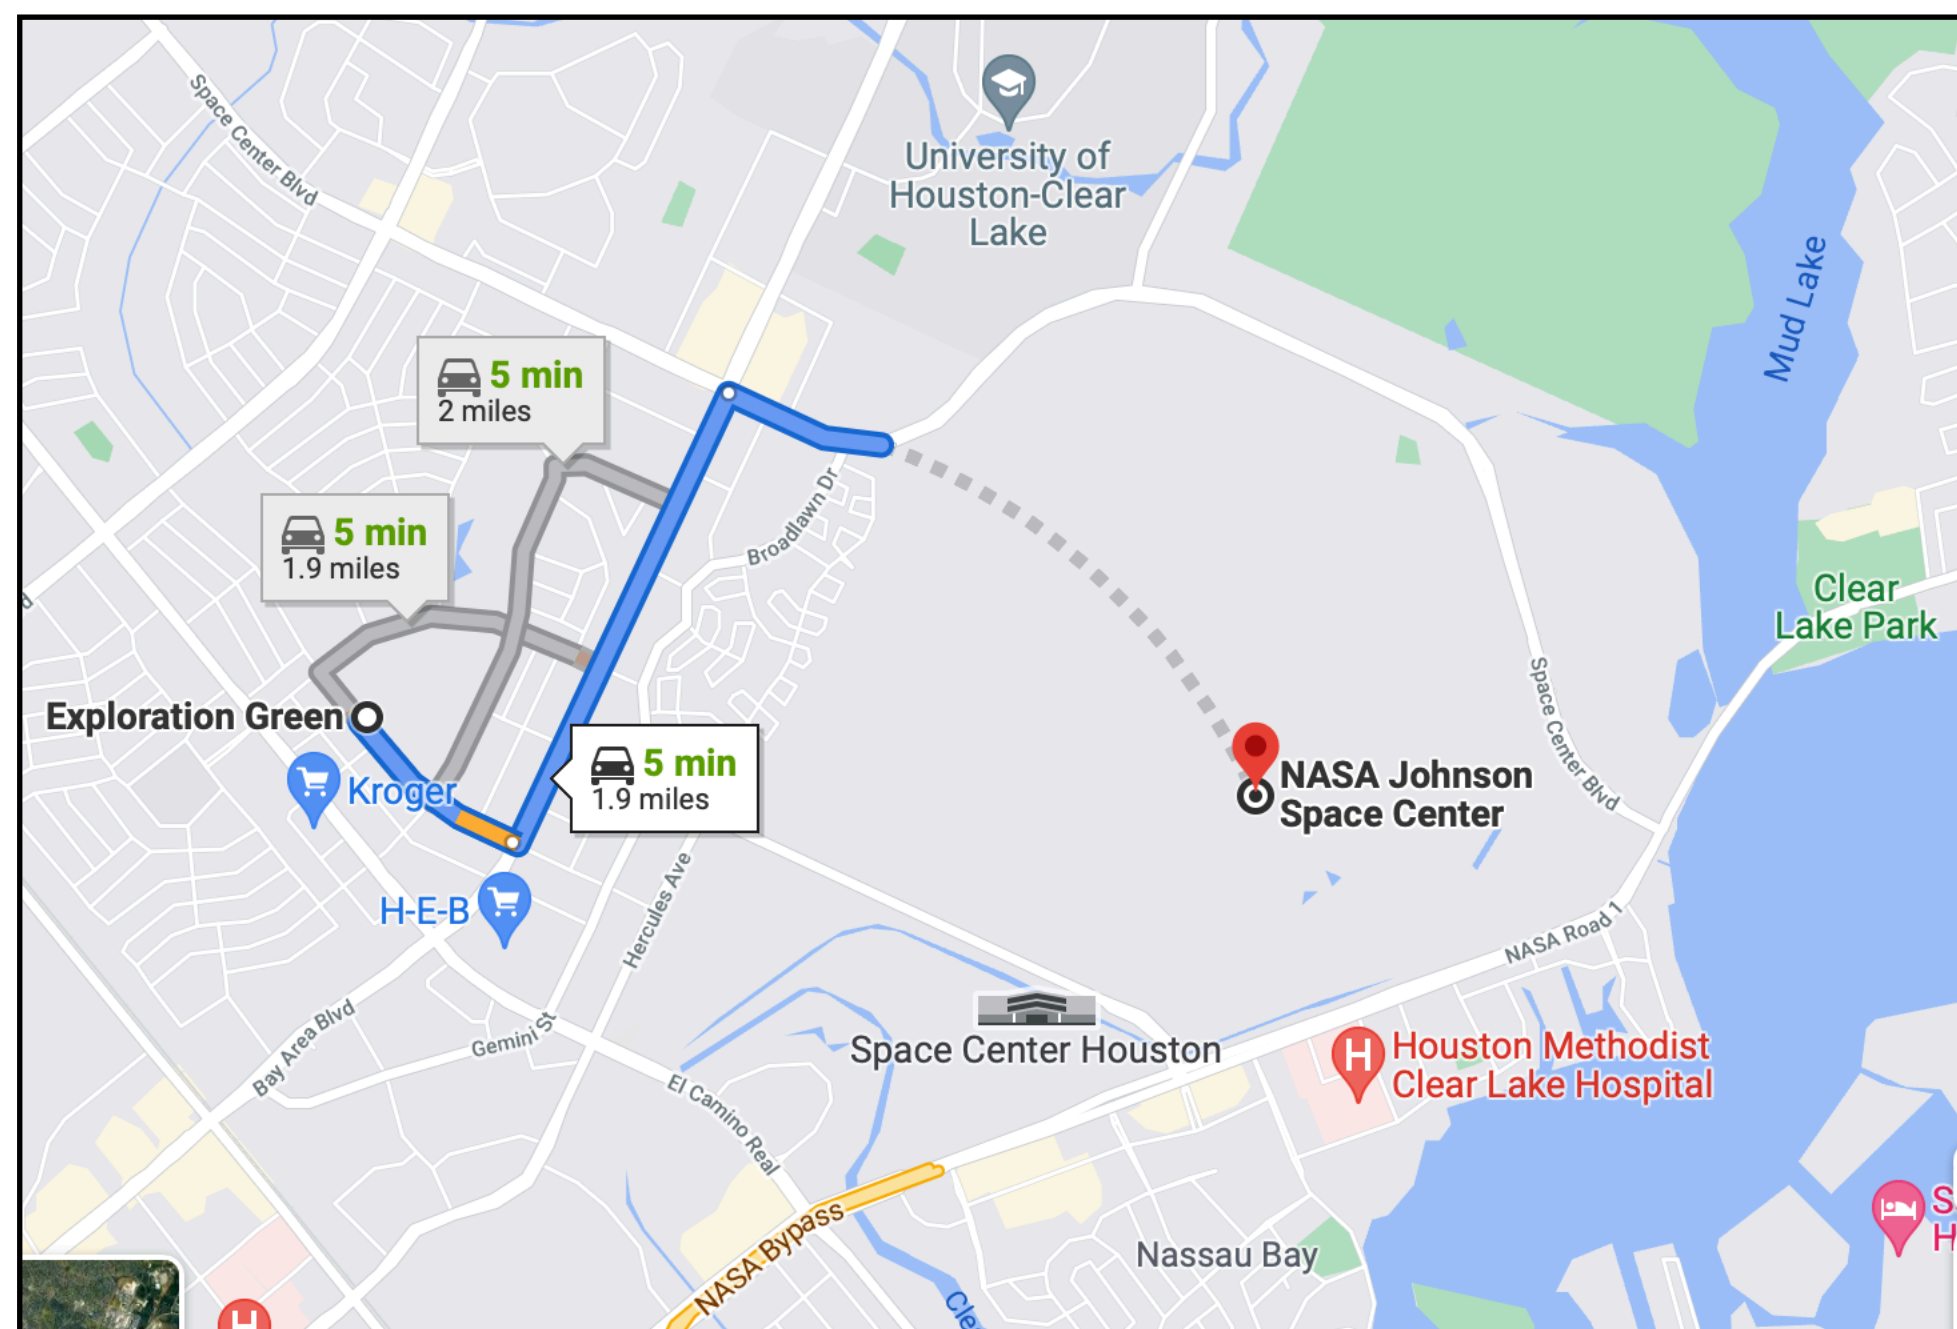 Space Center Blvd
University of
Houston-Clear
Lake
Mud Lake
5 min
2 miles
5 min
1.9 miles
Broadlawn Dr
Clear
Lake Park
Exploration Green
Kroger
5 min
1.9 miles
NASA Johnson
Space Center
Space Center Blvd
H-E-B
Hercules Ave
NASA Road 1
Bay Area Blvd
Gemini St
Space Center Houston
H
Houston Methodist
Clear Lake Hospital
El Camino Real
NASA Bypass
Nassau Bay
S
H
Cle
H